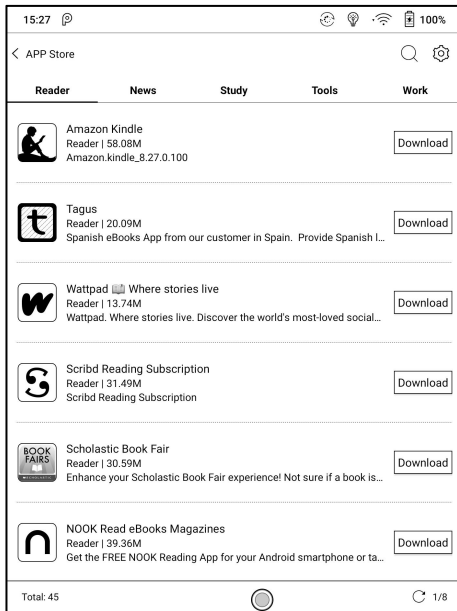 15:27 100%
APP Store
Reader News Study Tools Work
Amazon Kindle
Reader | 58.08M
Amazon.kindle_8.27.0.100
Download
Tagus
Reader | 20.09M
Spanish eBooks App from our customer in Spain. Provide Spanish l...
Download
Wattpad 📖 Where stories live
Reader | 13.74M
Wattpad. Where stories live. Discover the world's most-loved social...
Download
Scribd Reading Subscription
Reader | 31.49M
Scribd Reading Subscription
Download
BOOK
FAIRS
SCHOLASTIC
Scholastic Book Fair
Reader | 30.59M
Enhance your Scholastic Book Fair experience! Not sure if a book is...
Download
NOOK Read eBooks Magazines
Reader | 39.36M
Get the FREE NOOK Reading App for your Android smartphone or ta...
Download
Total: 45 1/8